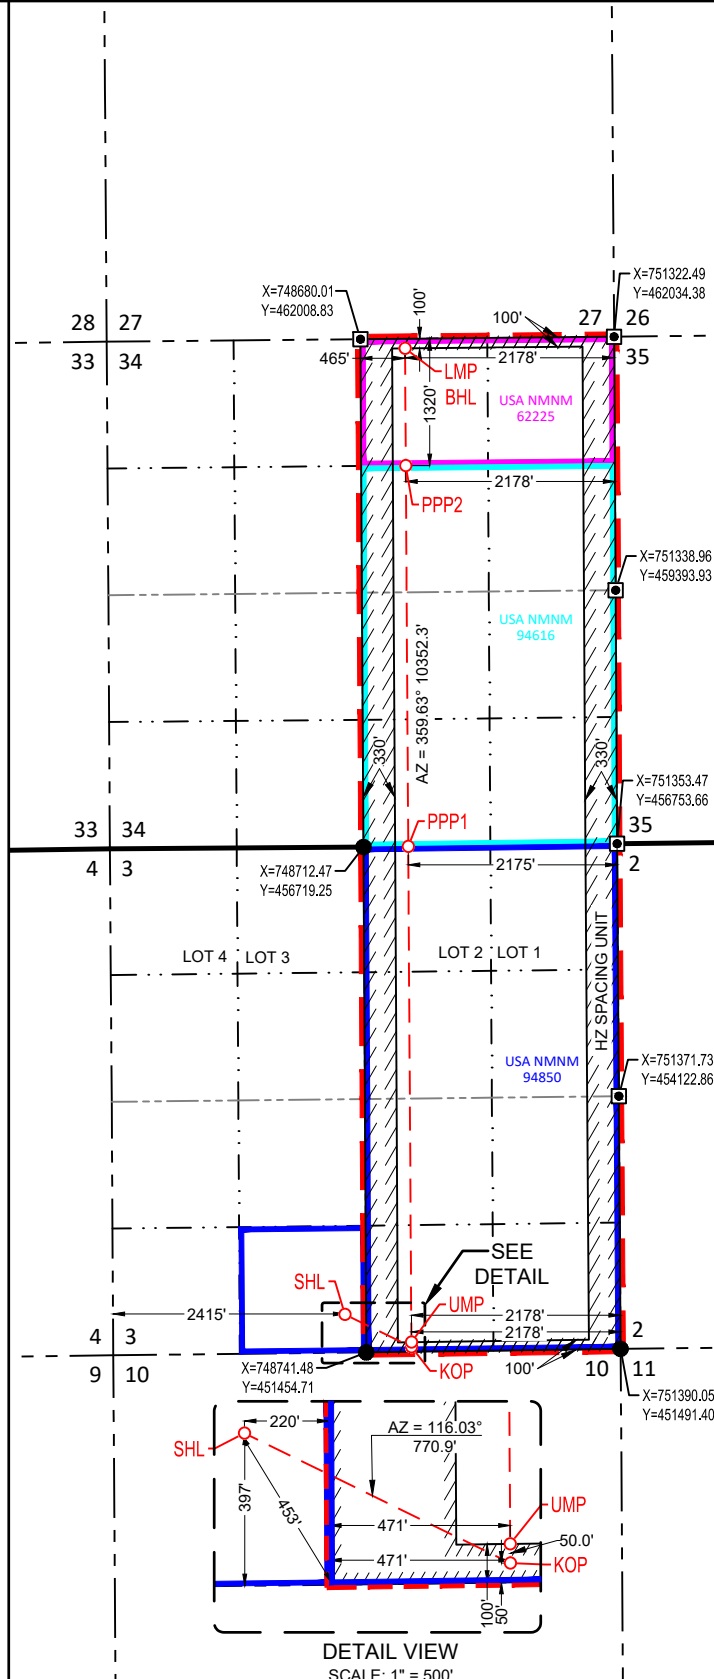 X=751322.49
Y=462034.38
X=748680.01
Y=462008.83
100'
100'
28 27
27 26
33 34
35
465'
LMP
BHL
2178'
1320'
USA NMNM
62225
2178'
PPP2
X=751338.96
Y=459393.93
USA NMNM
94616
AZ = 359.63° 10352.3'
330'
330'
X=751353.47
Y=456753.66
33 34
PPP1
35
4 3
2175'
2
X=748712.47
Y=456719.25
LOT 4
LOT 3
LOT 2
LOT 1
HZ SPACING UNIT
USA NMNM
94850
X=751371.73
Y=454122.86
SEE
DETAIL
SHL
2415'
UMP
2178'
2178'
4 3
2
9 10
X=748741.48
Y=451454.71
KOP
100'
10 11
X=751390.05
Y=451491.40
220'
AZ = 116.03°
770.9'
SHL
397'
453'
471'
UMP
50.0'
471'
KOP
100'
50'
DETAIL VIEW
SCALE: 1" = 500'